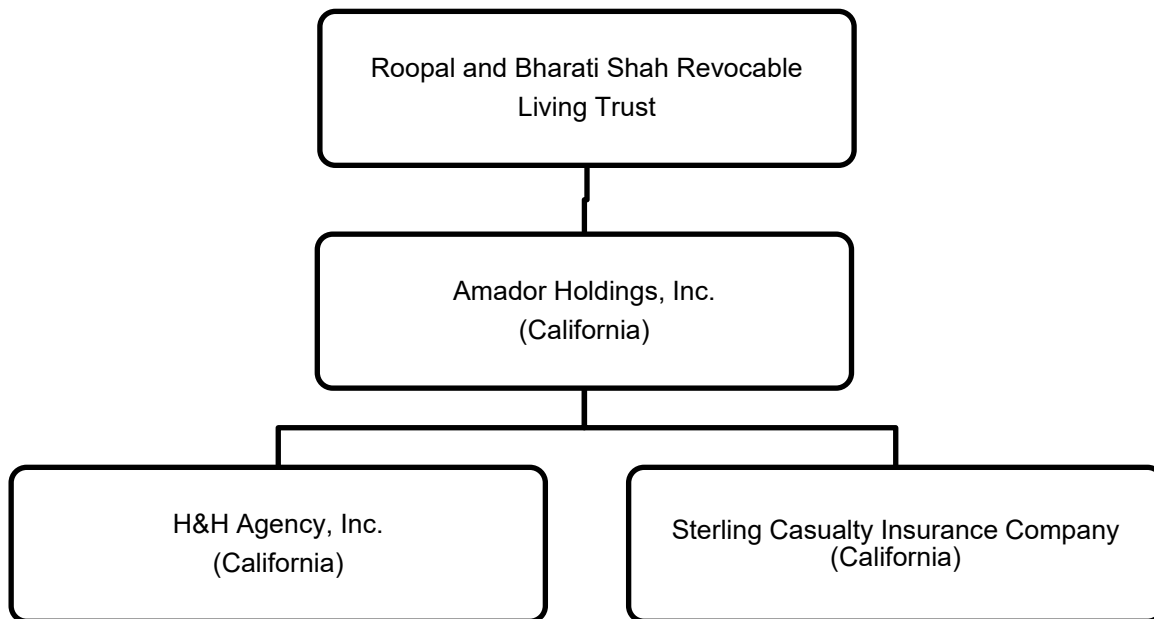 Roopal and Bharati Shah Revocable
Living Trust
Amador Holdings, Inc.
(California)
H&H Agency, Inc.
(California)
Sterling Casualty Insurance Company
(California)